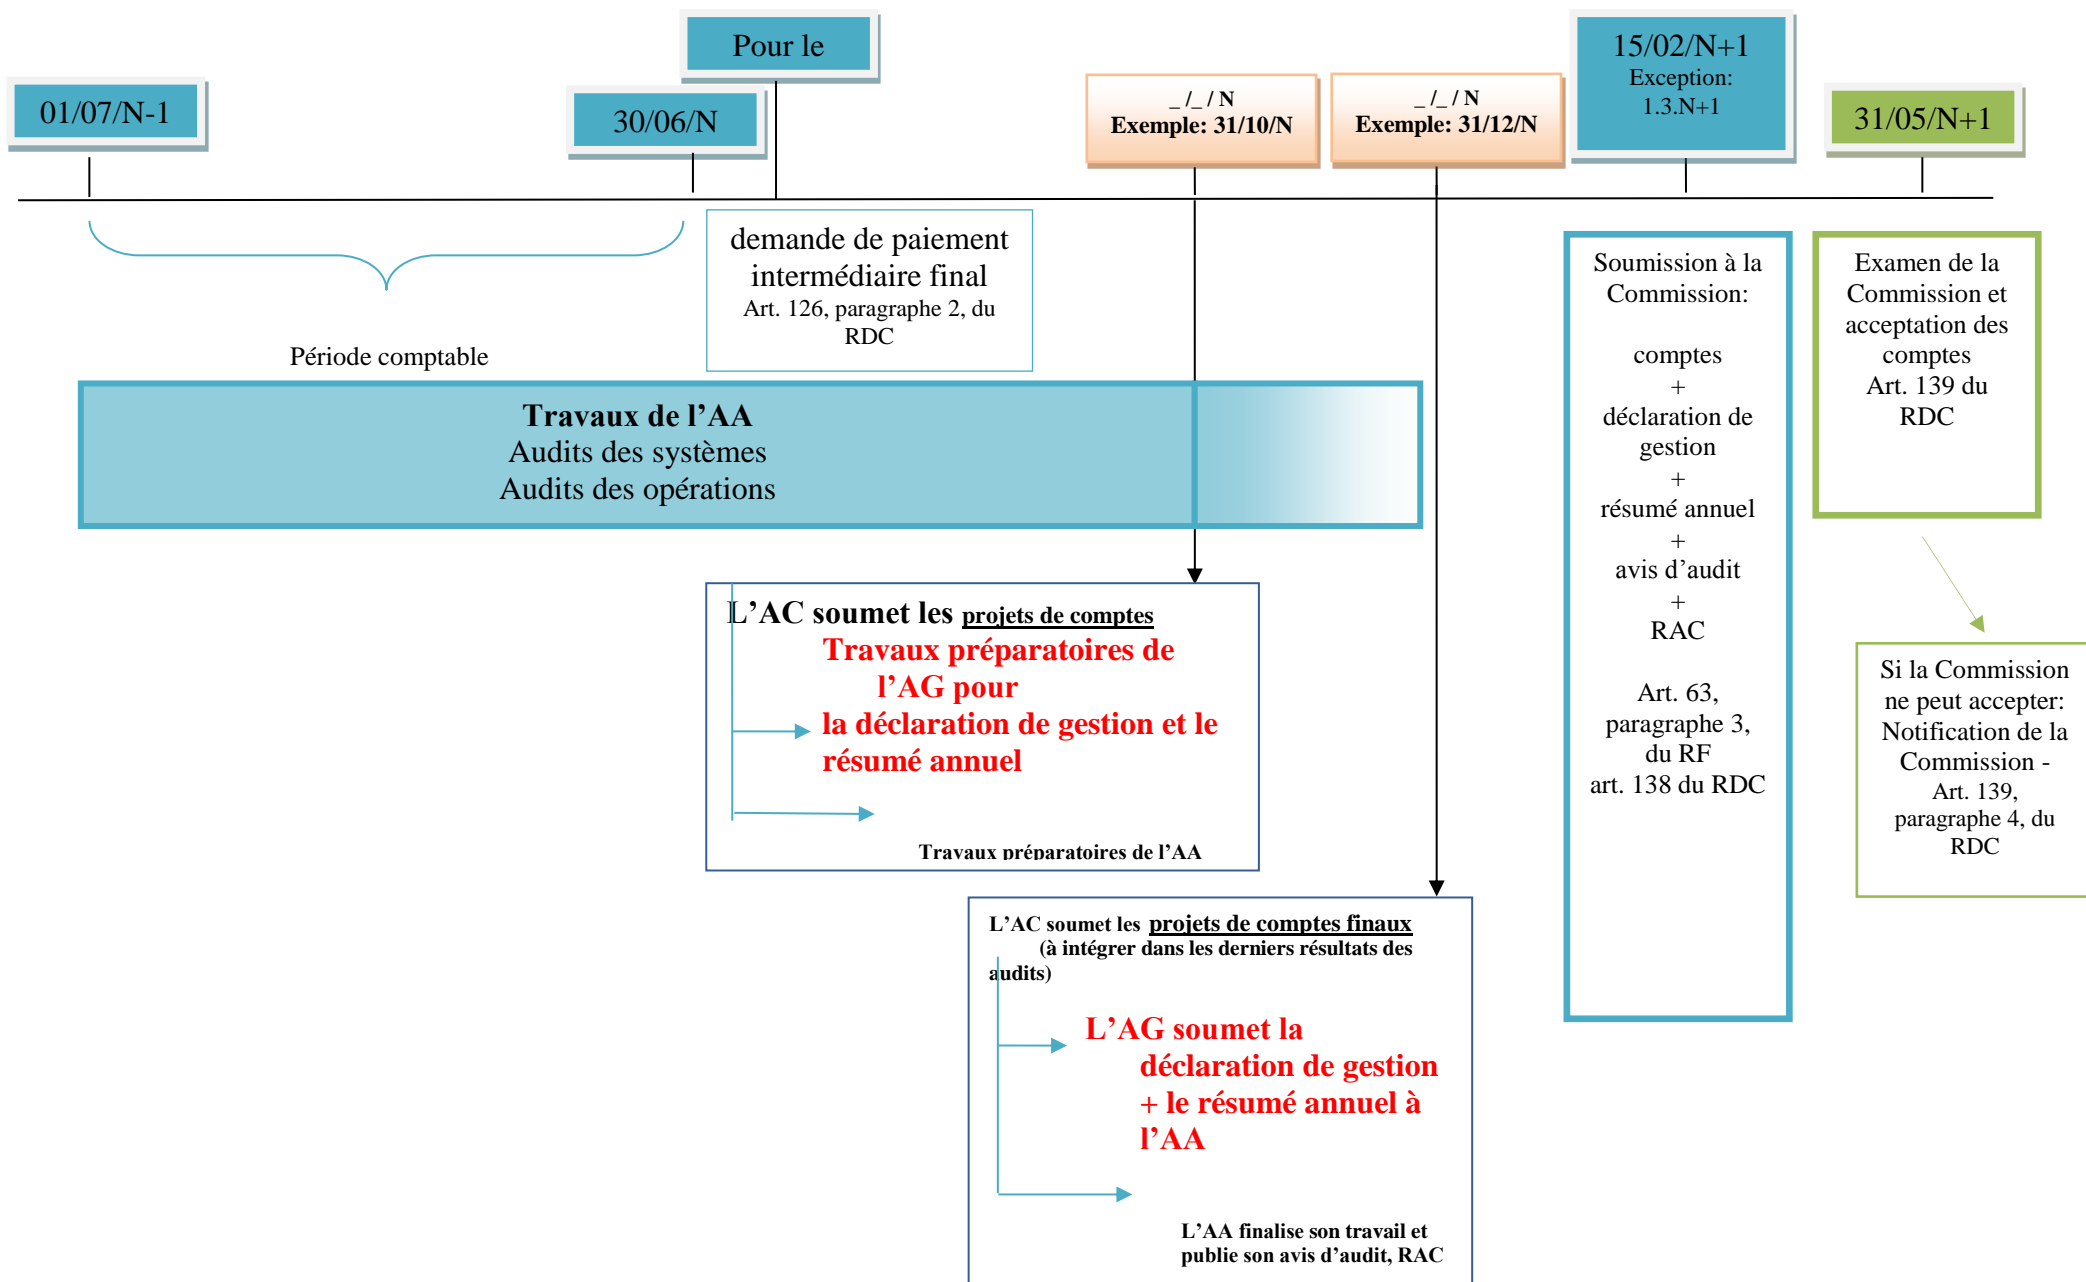 01/07/N-1
30/06/N
Pour le
_ /_ / N
Exemple: 31/10/N
_ /_ / N
Exemple: 31/12/N
15/02/N+1
Exception:
1.3.N+1
31/05/N+1
Période comptable
demande de paiement
intermédiaire final
Art. 126, paragraphe 2, du
RDC
Travaux de l’AA
Audits des systèmes
Audits des opérations
L’AC soumet les projets de comptes
Travaux préparatoires de
l’AG pour
la déclaration de gestion et le
résumé annuel
Travaux préparatoires de l’AA
L’AC soumet les projets de comptes finaux
(à intégrer dans les derniers résultats des
audits)
L’AG soumet la
déclaration de gestion
+ le résumé annuel à
l’AA
L’AA finalise son travail et
publie son avis d’audit, RAC
Soumission à la
Commission:
comptes
+
déclaration de
gestion
+
résumé annuel
+
avis d’audit
+
RAC
Art. 63,
paragraphe 3,
du RF
art. 138 du RDC
Examen de la
Commission et
acceptation des
comptes
Art. 139 du
RDC
Si la Commission
ne peut accepter:
Notification de la
Commission -
Art. 139,
paragraphe 4, du
RDC